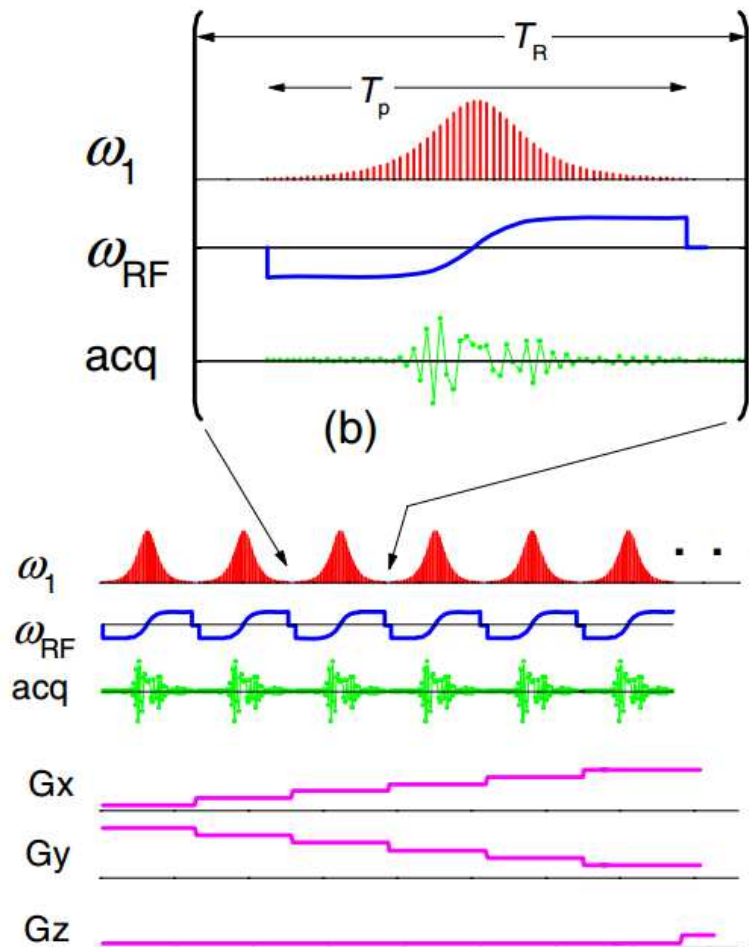 T_R
T_p
ω_1
ω_RF
acq
(b)
ω_1
ω_RF
acq
Gx
Gy
Gz